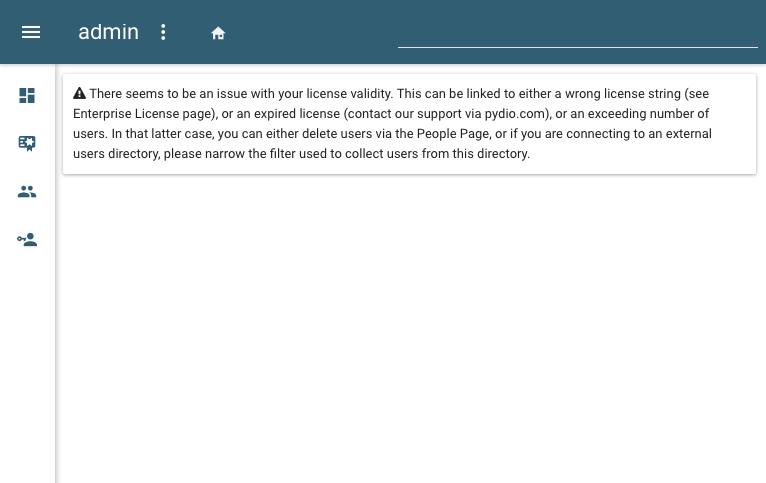 admin
There seems to be an issue with your license validity. This can be linked to either a wrong license string (see
Enterprise License page), or an expired license (contact our support via pydio.com), or an exceeding number of
users. In that latter case, you can either delete users via the People Page, or if you are connecting to an external
users directory, please narrow the filter used to collect users from this directory.